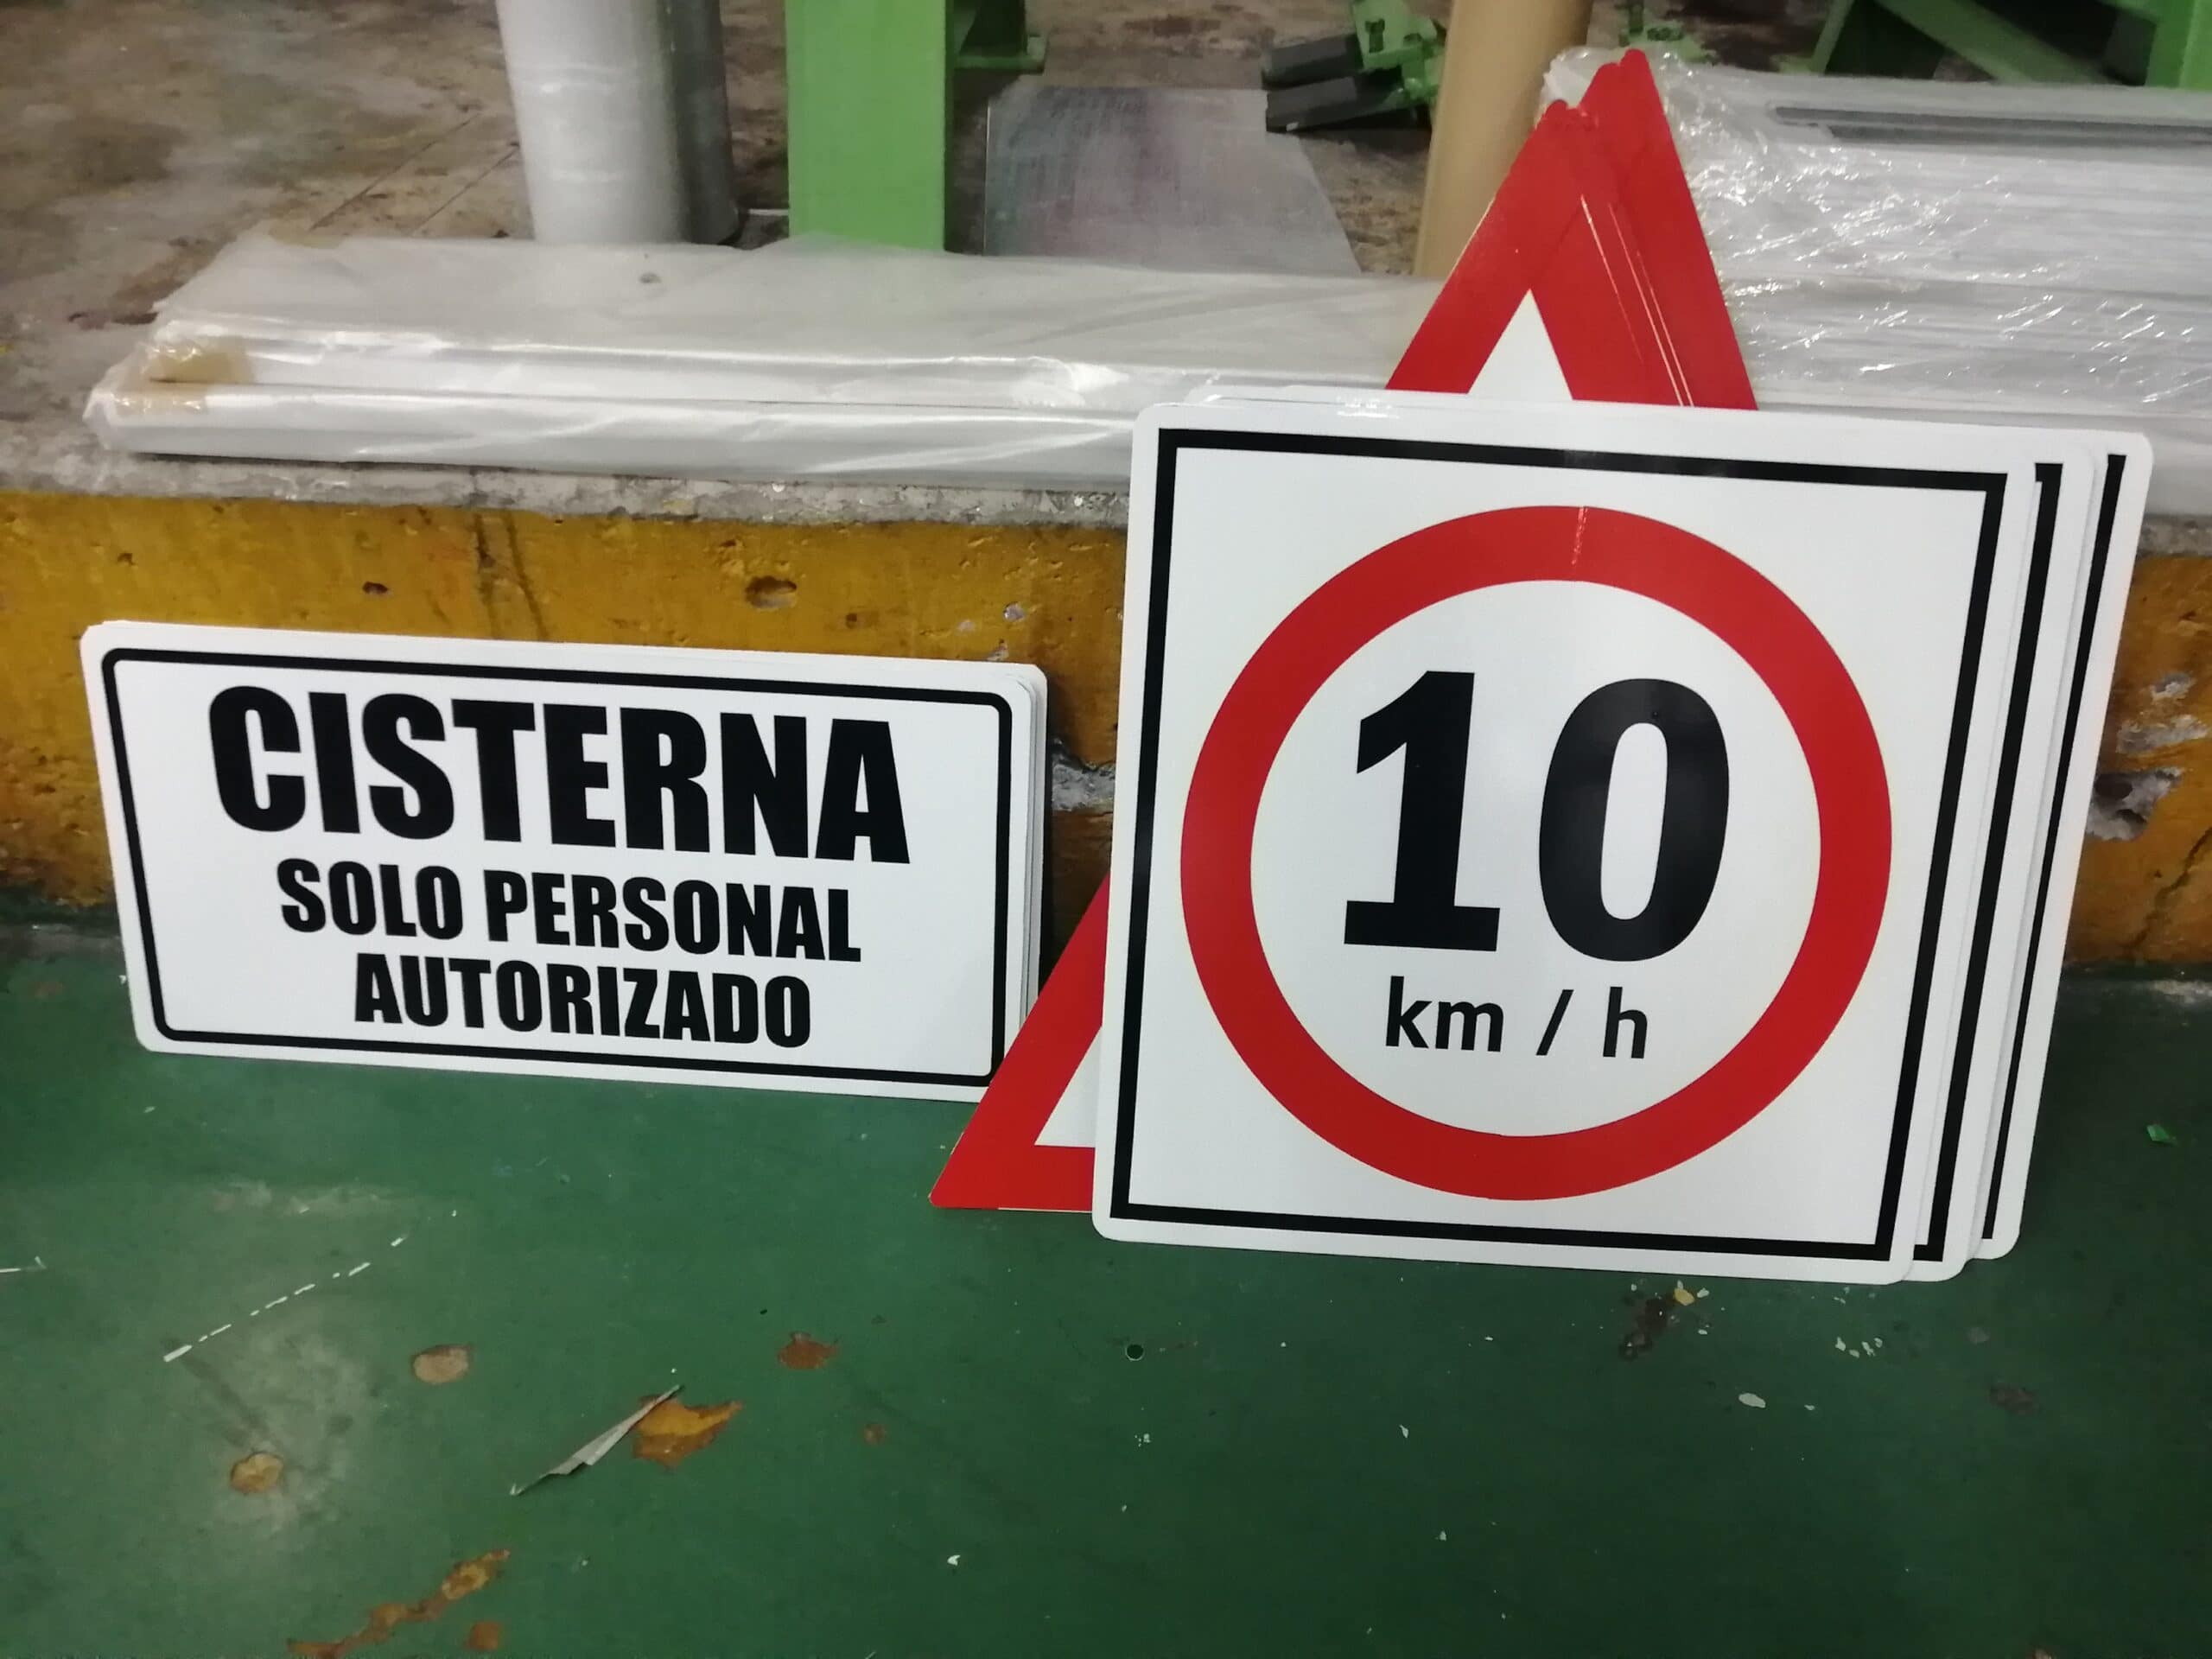 CISTERNA
SOLO PERSONAL
AUTORIZADO
10
km / h